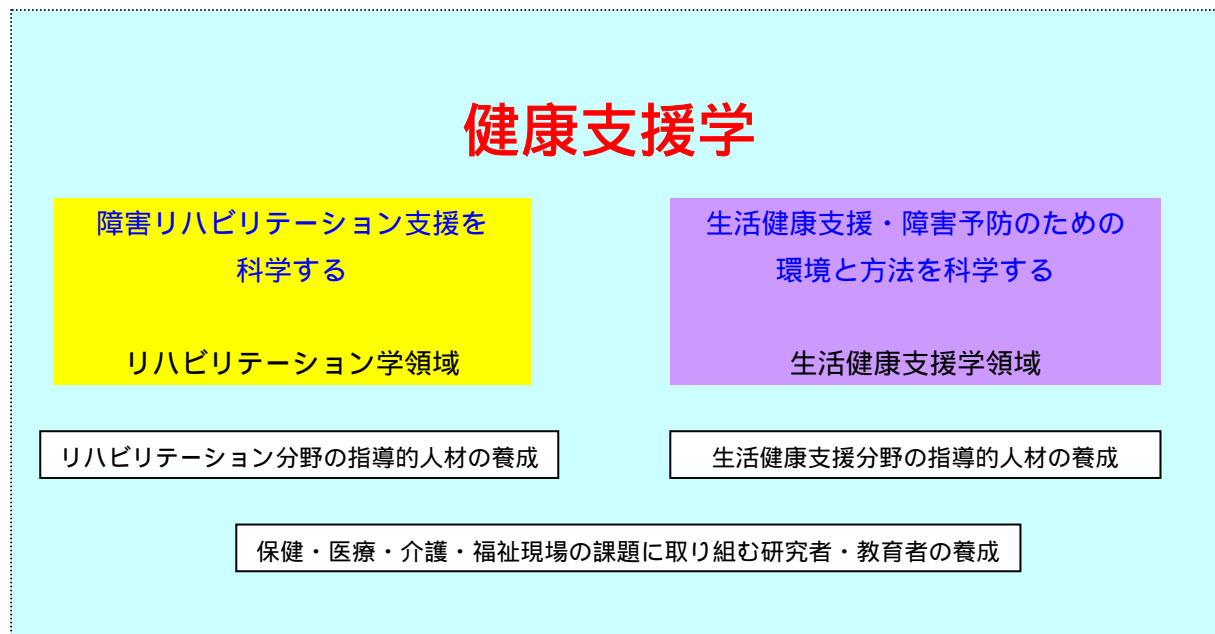 健康支援学
障害リハビリテーション支援を
科学する
リハビリテーション学領域
生活健康支援・障害予防のための
環境と方法を科学する
生活健康支援学領域
リハビリテーション分野の指導的人材の養成
生活健康支援分野の指導的人材の養成
保健・医療・介護・福祉現場の課題に取り組む研究者・教育者の養成